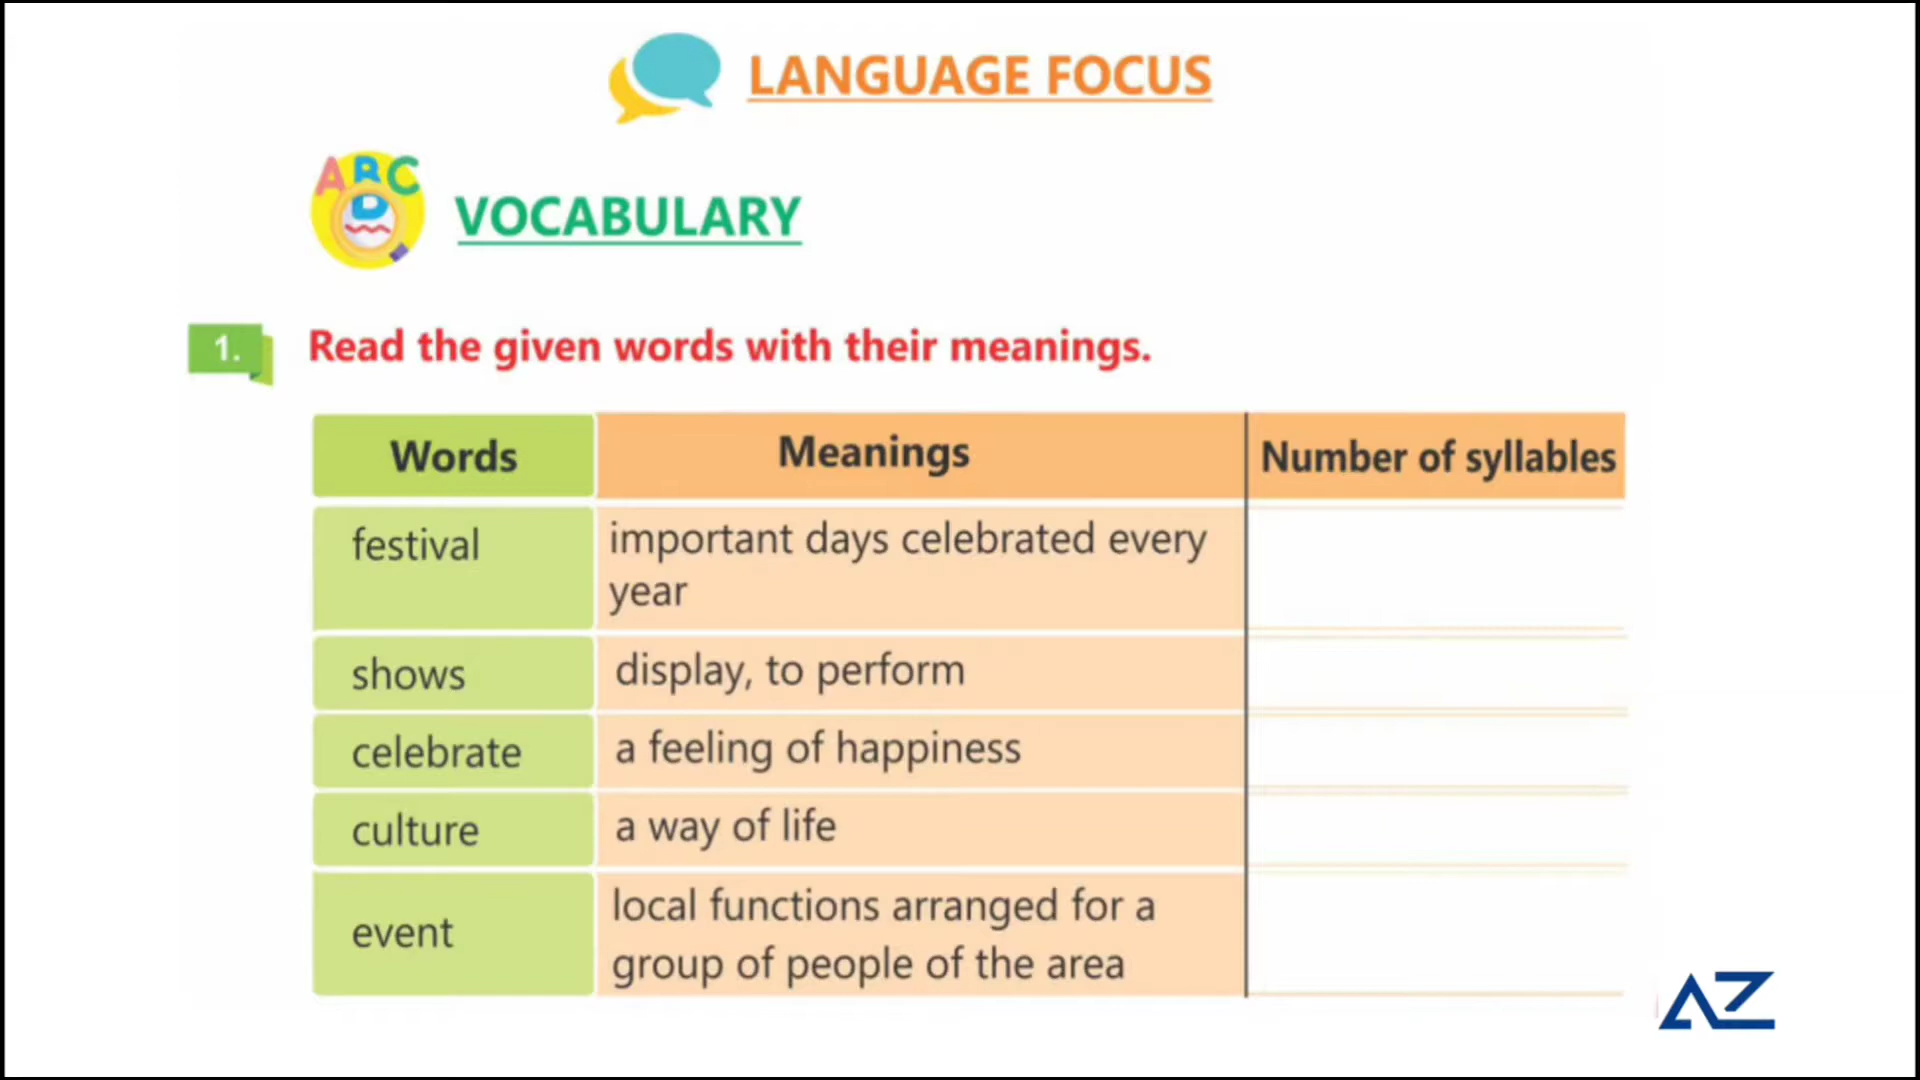 LANGUAGE FOCUS
ABC
VOCABULARY
1. Read the given words with their meanings.
Words Meanings Number of syllables
festival important days celebrated every
year
shows display, to perform
celebrate a feeling of happiness
culture a way of life
event local functions arranged for a
group of people of the area
AZ